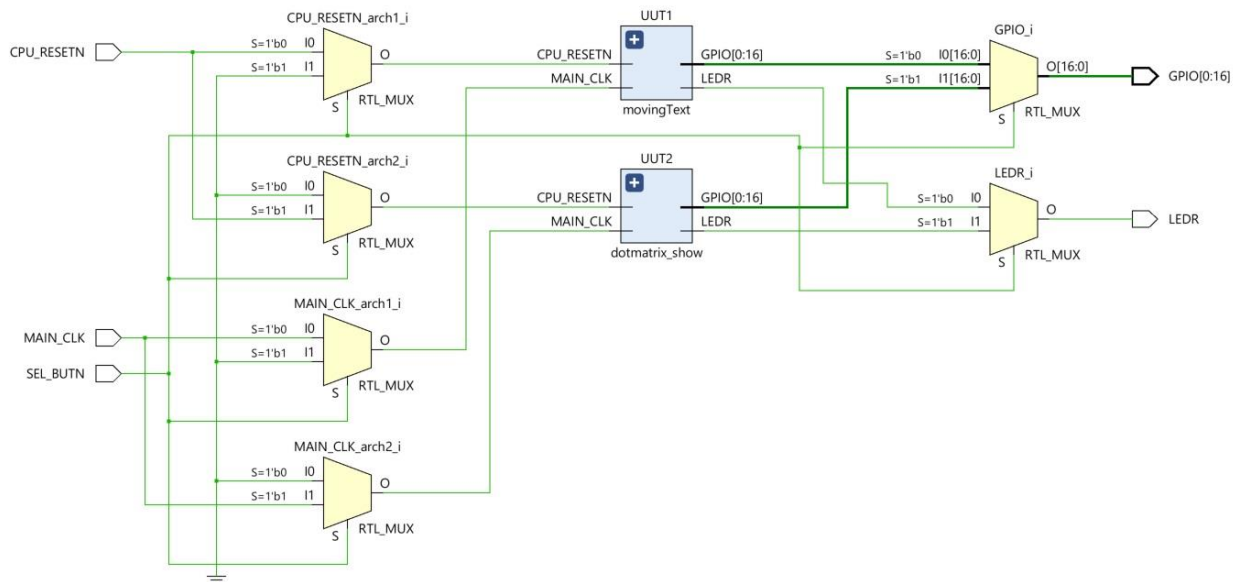 CPU_RESETN_arch1_i
CPU_RESETN
S=1'b0 I0
S=1'b1 I1
O
S
RTL_MUX
UUT1
CPU_RESETN GPIO[0:16]
MAIN_CLK LEDR
movingText
GPIO_i
S=1'b0 I0[16:0]
S=1'b1 I1[16:0]
O[16:0]
S
RTL_MUX
GPIO[0:16]
CPU_RESETN_arch2_i
S=1'b0 I0
S=1'b1 I1
O
S
RTL_MUX
UUT2
CPU_RESETN GPIO[0:16]
MAIN_CLK LEDR
dotmatrix_show
LEDR_i
S=1'b0 I0
S=1'b1 I1
O
S
RTL_MUX
LEDR
MAIN_CLK_arch1_i
MAIN_CLK
SEL_BUTN
S=1'b0 I0
S=1'b1 I1
O
S
RTL_MUX
MAIN_CLK_arch2_i
S=1'b0 I0
S=1'b1 I1
O
S
RTL_MUX